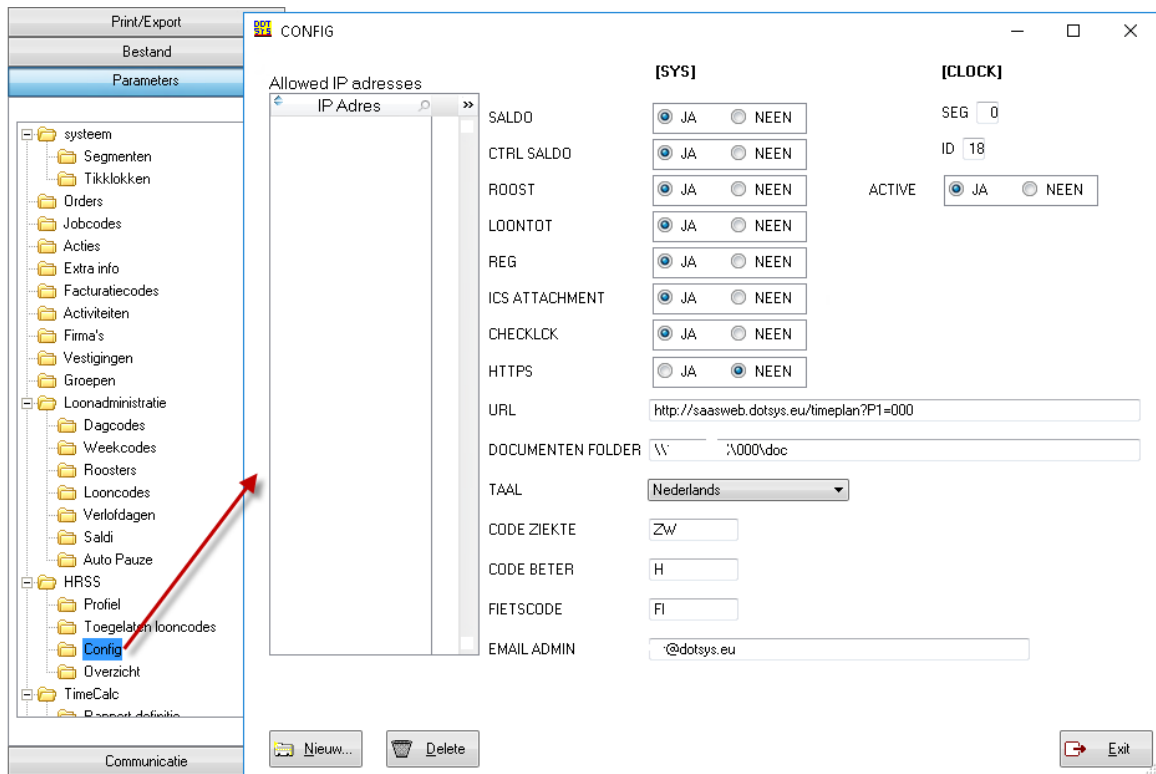 Print/Export
Bestand
Parameters
systeem
Segmenten
Tikklokken
Orders
Jobcodes
Acties
Extra info
Facturatiecodes
Activiteiten
Firma's
Vestigingen
Groepen
Loonadministratie
Dagcodes
Weekcodes
Roosters
Looncodes
Verlofdagen
Saldi
Auto Pauze
HRSS
Profiel
Toegelaten looncodes
Config
Overzicht
TimeCalc
Rapport definitie
Communicatie
DDT SYS CONFIG
Allowed IP adresses
IP Adres »
[SYS]
SALDO JA NEEN
CTRL SALDO JA NEEN
ROOST JA NEEN
LOONTOT JA NEEN
REG JA NEEN
ICS ATTACHMENT JA NEEN
CHECKLCK JA NEEN
HTTPS JA NEEN
[CLOCK]
SEG 0
ID 18
ACTIVE JA NEEN
URL http://saasweb.dotsys.eu/timeplan?P1=000
DOCUMENTEN FOLDER \\ \000\doc
TAAL Nederlands
CODE ZIEKTE ZW
CODE BETER H
FIETSCODE FI
EMAIL ADMIN @dotsys.eu
Nieuw... Delete Exit